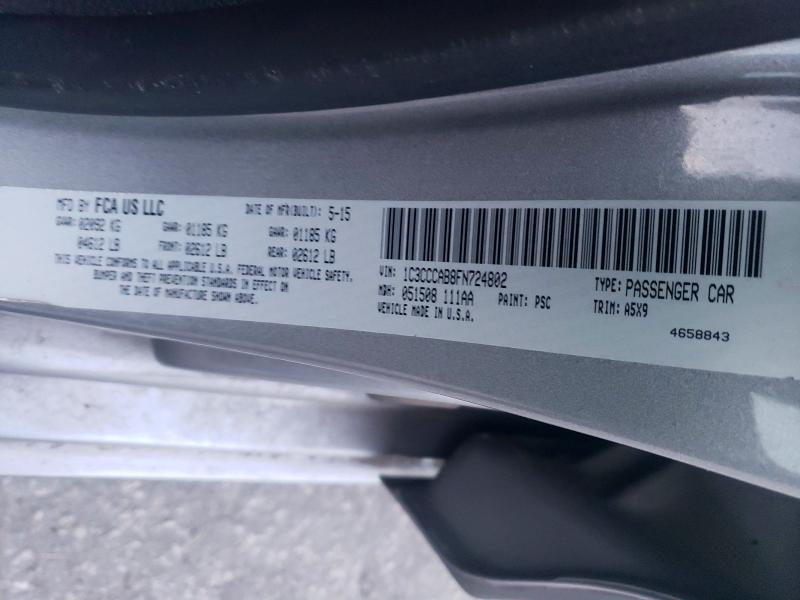 MFD BY FCA US LLC DATE OF MFR(BUILT): 5-15
GVWR: 02092 KG GAWR: 01185 KG GAWR: 01185 KG
04612 LB FRONT: 02612 LB REAR: 02612 LB
THIS VEHICLE CONFORMS TO ALL APPLICABLE U.S.A. FEDERAL MOTOR VEHICLE SAFETY,
BUMPER AND THEFT PREVENTION STANDARDS IN EFFECT ON
THE DATE OF MANUFACTURE SHOWN ABOVE.
VIN: 1C3CCCAB8FN724802 TYPE: PASSENGER CAR
MDH: 051508 111AA PAINT: PSC TRIM: A5X9
VEHICLE MADE IN U.S.A. 4658843